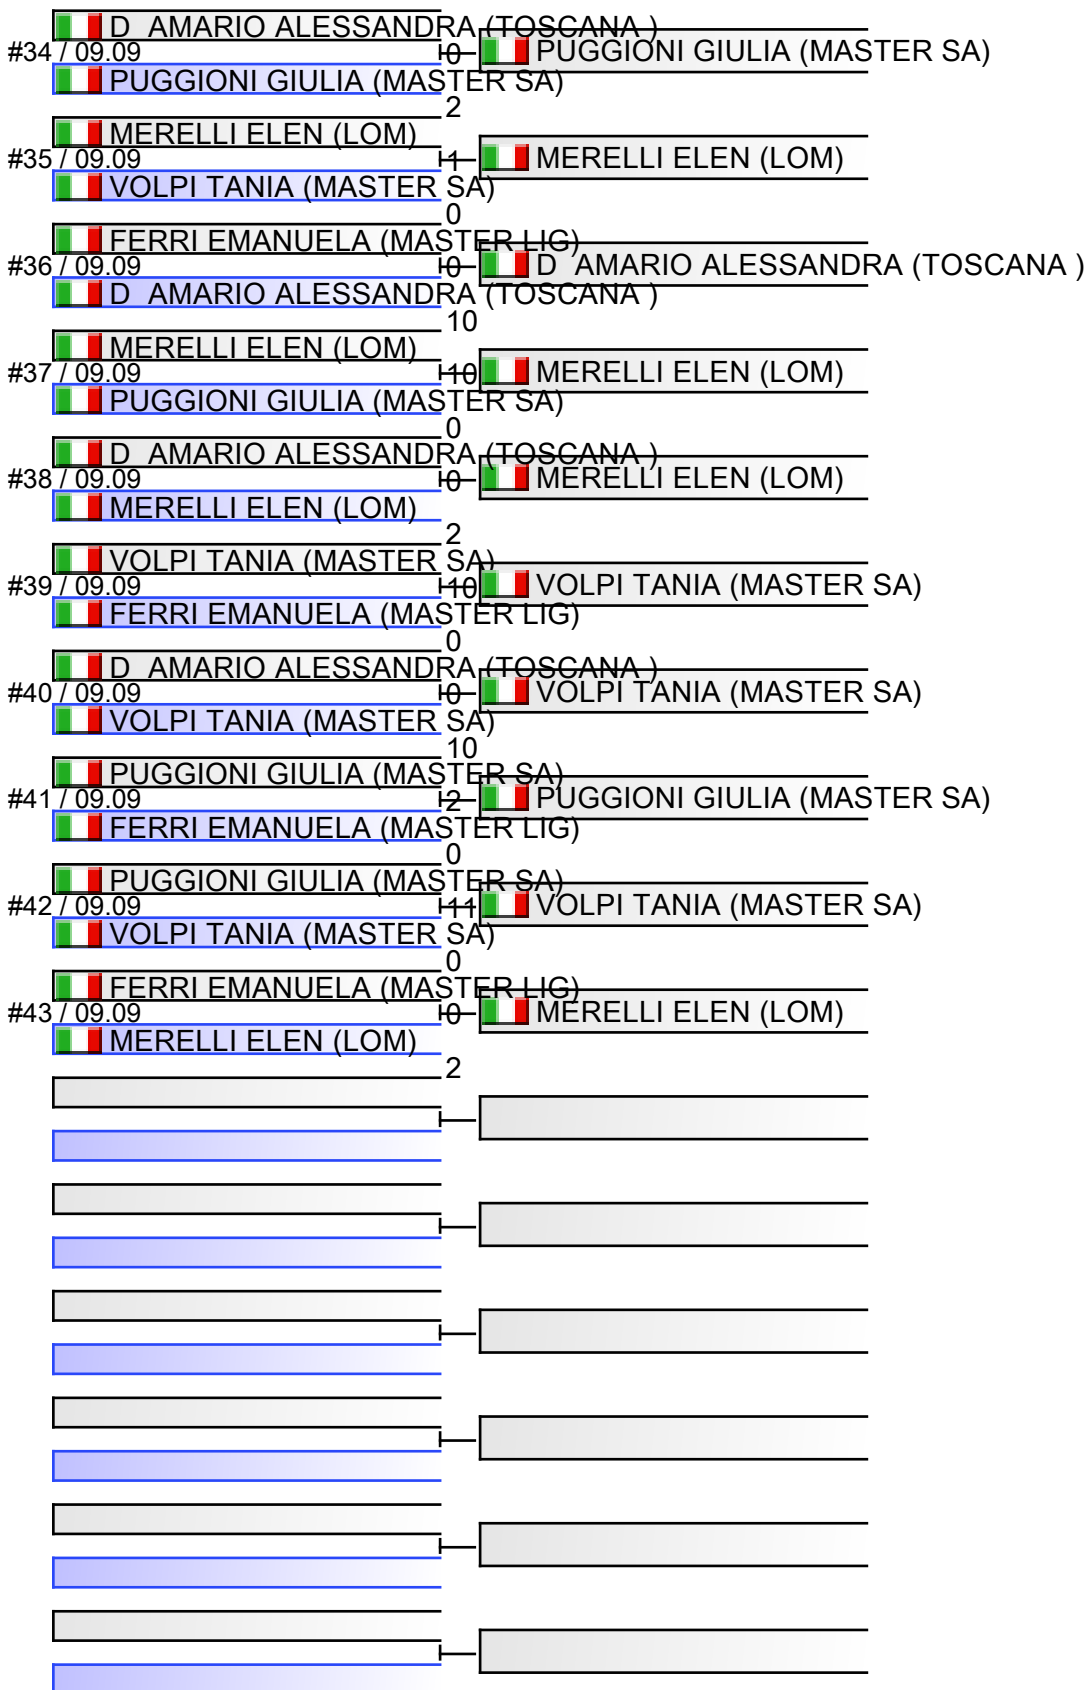 D  AMARIO ALESSANDRA (TOSCANA )
#34 / 09.09 0 PUGGIONI GIULIA (MASTER SA)
PUGGIONI GIULIA (MASTER SA)
2
MERELLI ELEN (LOM)
#35 / 09.09 1 MERELLI ELEN (LOM)
VOLPI TANIA (MASTER SA)
0
FERRI EMANUELA (MASTER LIG)
#36 / 09.09 0 D  AMARIO ALESSANDRA (TOSCANA )
D  AMARIO ALESSANDRA (TOSCANA )
10
MERELLI ELEN (LOM)
#37 / 09.09 10 MERELLI ELEN (LOM)
PUGGIONI GIULIA (MASTER SA)
0
D  AMARIO ALESSANDRA (TOSCANA )
#38 / 09.09 0 MERELLI ELEN (LOM)
MERELLI ELEN (LOM)
2
VOLPI TANIA (MASTER SA)
#39 / 09.09 10 VOLPI TANIA (MASTER SA)
FERRI EMANUELA (MASTER LIG)
0
D  AMARIO ALESSANDRA (TOSCANA )
#40 / 09.09 0 VOLPI TANIA (MASTER SA)
VOLPI TANIA (MASTER SA)
10
PUGGIONI GIULIA (MASTER SA)
#41 / 09.09 2 PUGGIONI GIULIA (MASTER SA)
FERRI EMANUELA (MASTER LIG)
0
PUGGIONI GIULIA (MASTER SA)
#42 / 09.09 11 VOLPI TANIA (MASTER SA)
VOLPI TANIA (MASTER SA)
0
FERRI EMANUELA (MASTER LIG)
#43 / 09.09 0 MERELLI ELEN (LOM)
MERELLI ELEN (LOM)
2